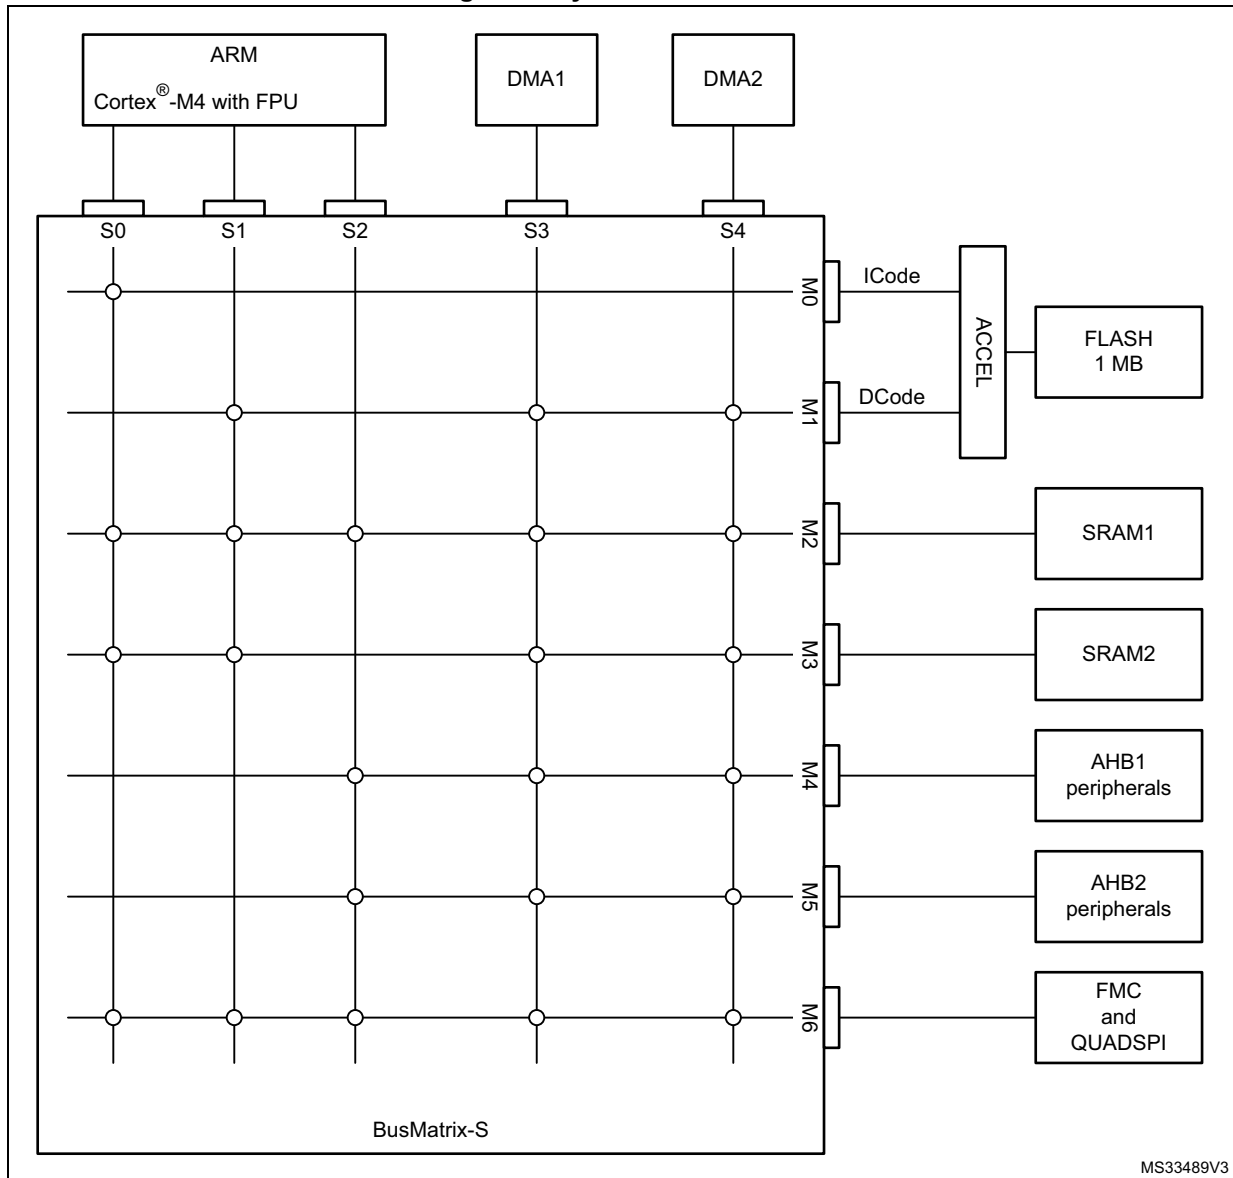 ARM
Cortex®-M4 with FPU
DMA1
DMA2
S0
S1
S2
S3
S4
M0
ICode
ACCEL
FLASH
1 MB
M1
DCode
M2
SRAM1
M3
SRAM2
M4
AHB1
peripherals
M5
AHB2
peripherals
M6
FMC
and
QUADSPI
BusMatrix-S
MS33489V3